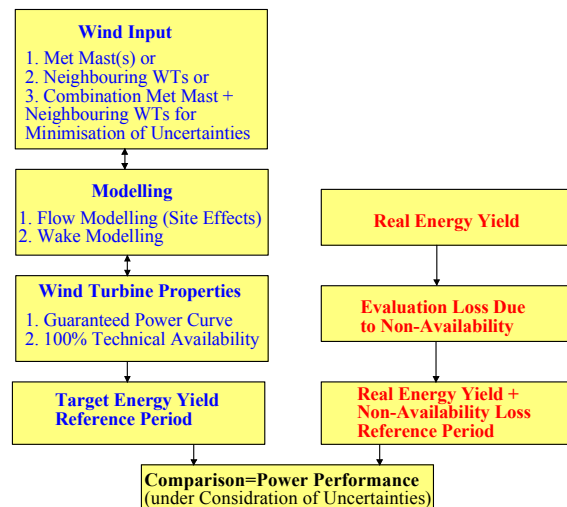 Wind Input
1. Met Mast(s) or
2. Neighbouring WTs or
3. Combination Met Mast +
Neighbouring WTs for
Minimisation of Uncertainties
Modelling
1. Flow Modelling (Site Effects)
2. Wake Modelling
Wind Turbine Properties
1. Guaranteed Power Curve
2. 100% Technical Availability
Target Energy Yield
Reference Period
Real Energy Yield
Evaluation Loss Due
to Non-Availability
Real Energy Yield +
Non-Availability Loss
Reference Period
Comparison=Power Performance
(under Considration of Uncertainties)